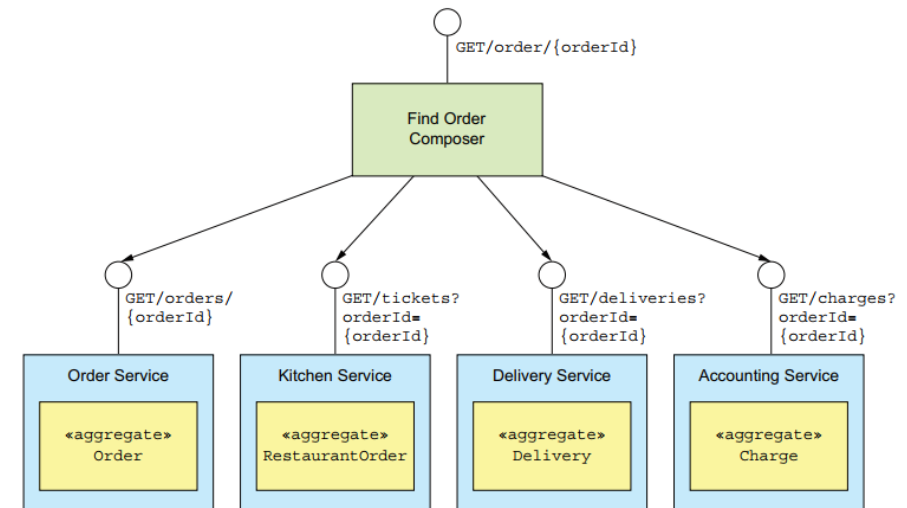 GET/order/{orderId}
Find Order
Composer
GET/orders/
{orderId}
GET/tickets?
orderId=
{orderId}
GET/deliveries?
orderId=
{orderId}
GET/charges?
orderId=
{orderId}
Order Service
«aggregate»
Order
Kitchen Service
«aggregate»
RestaurantOrder
Delivery Service
«aggregate»
Delivery
Accounting Service
«aggregate»
Charge